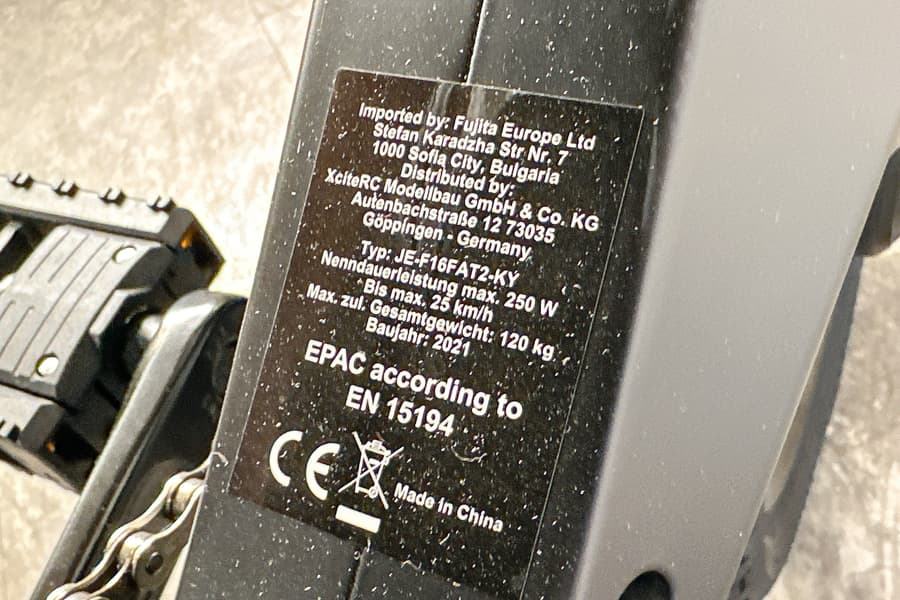 Imported by: Fujita Europe Ltd
Stefan Karadzha Str Nr. 7
1000 Sofia City, Bulgaria
Distributed by:
XciteRC Modellbau GmbH & Co. KG
Autenbachstraße 12 73035
Göppingen - Germany
Typ: JE-F16FAT2-KY
Nenndauerleistung max. 250 W
Bis max. 25 km/h
Max. zul. Gesamtgewicht: 120 kg
Baujahr: 2021
EPAC according to
EN 15194
CE
Made in China